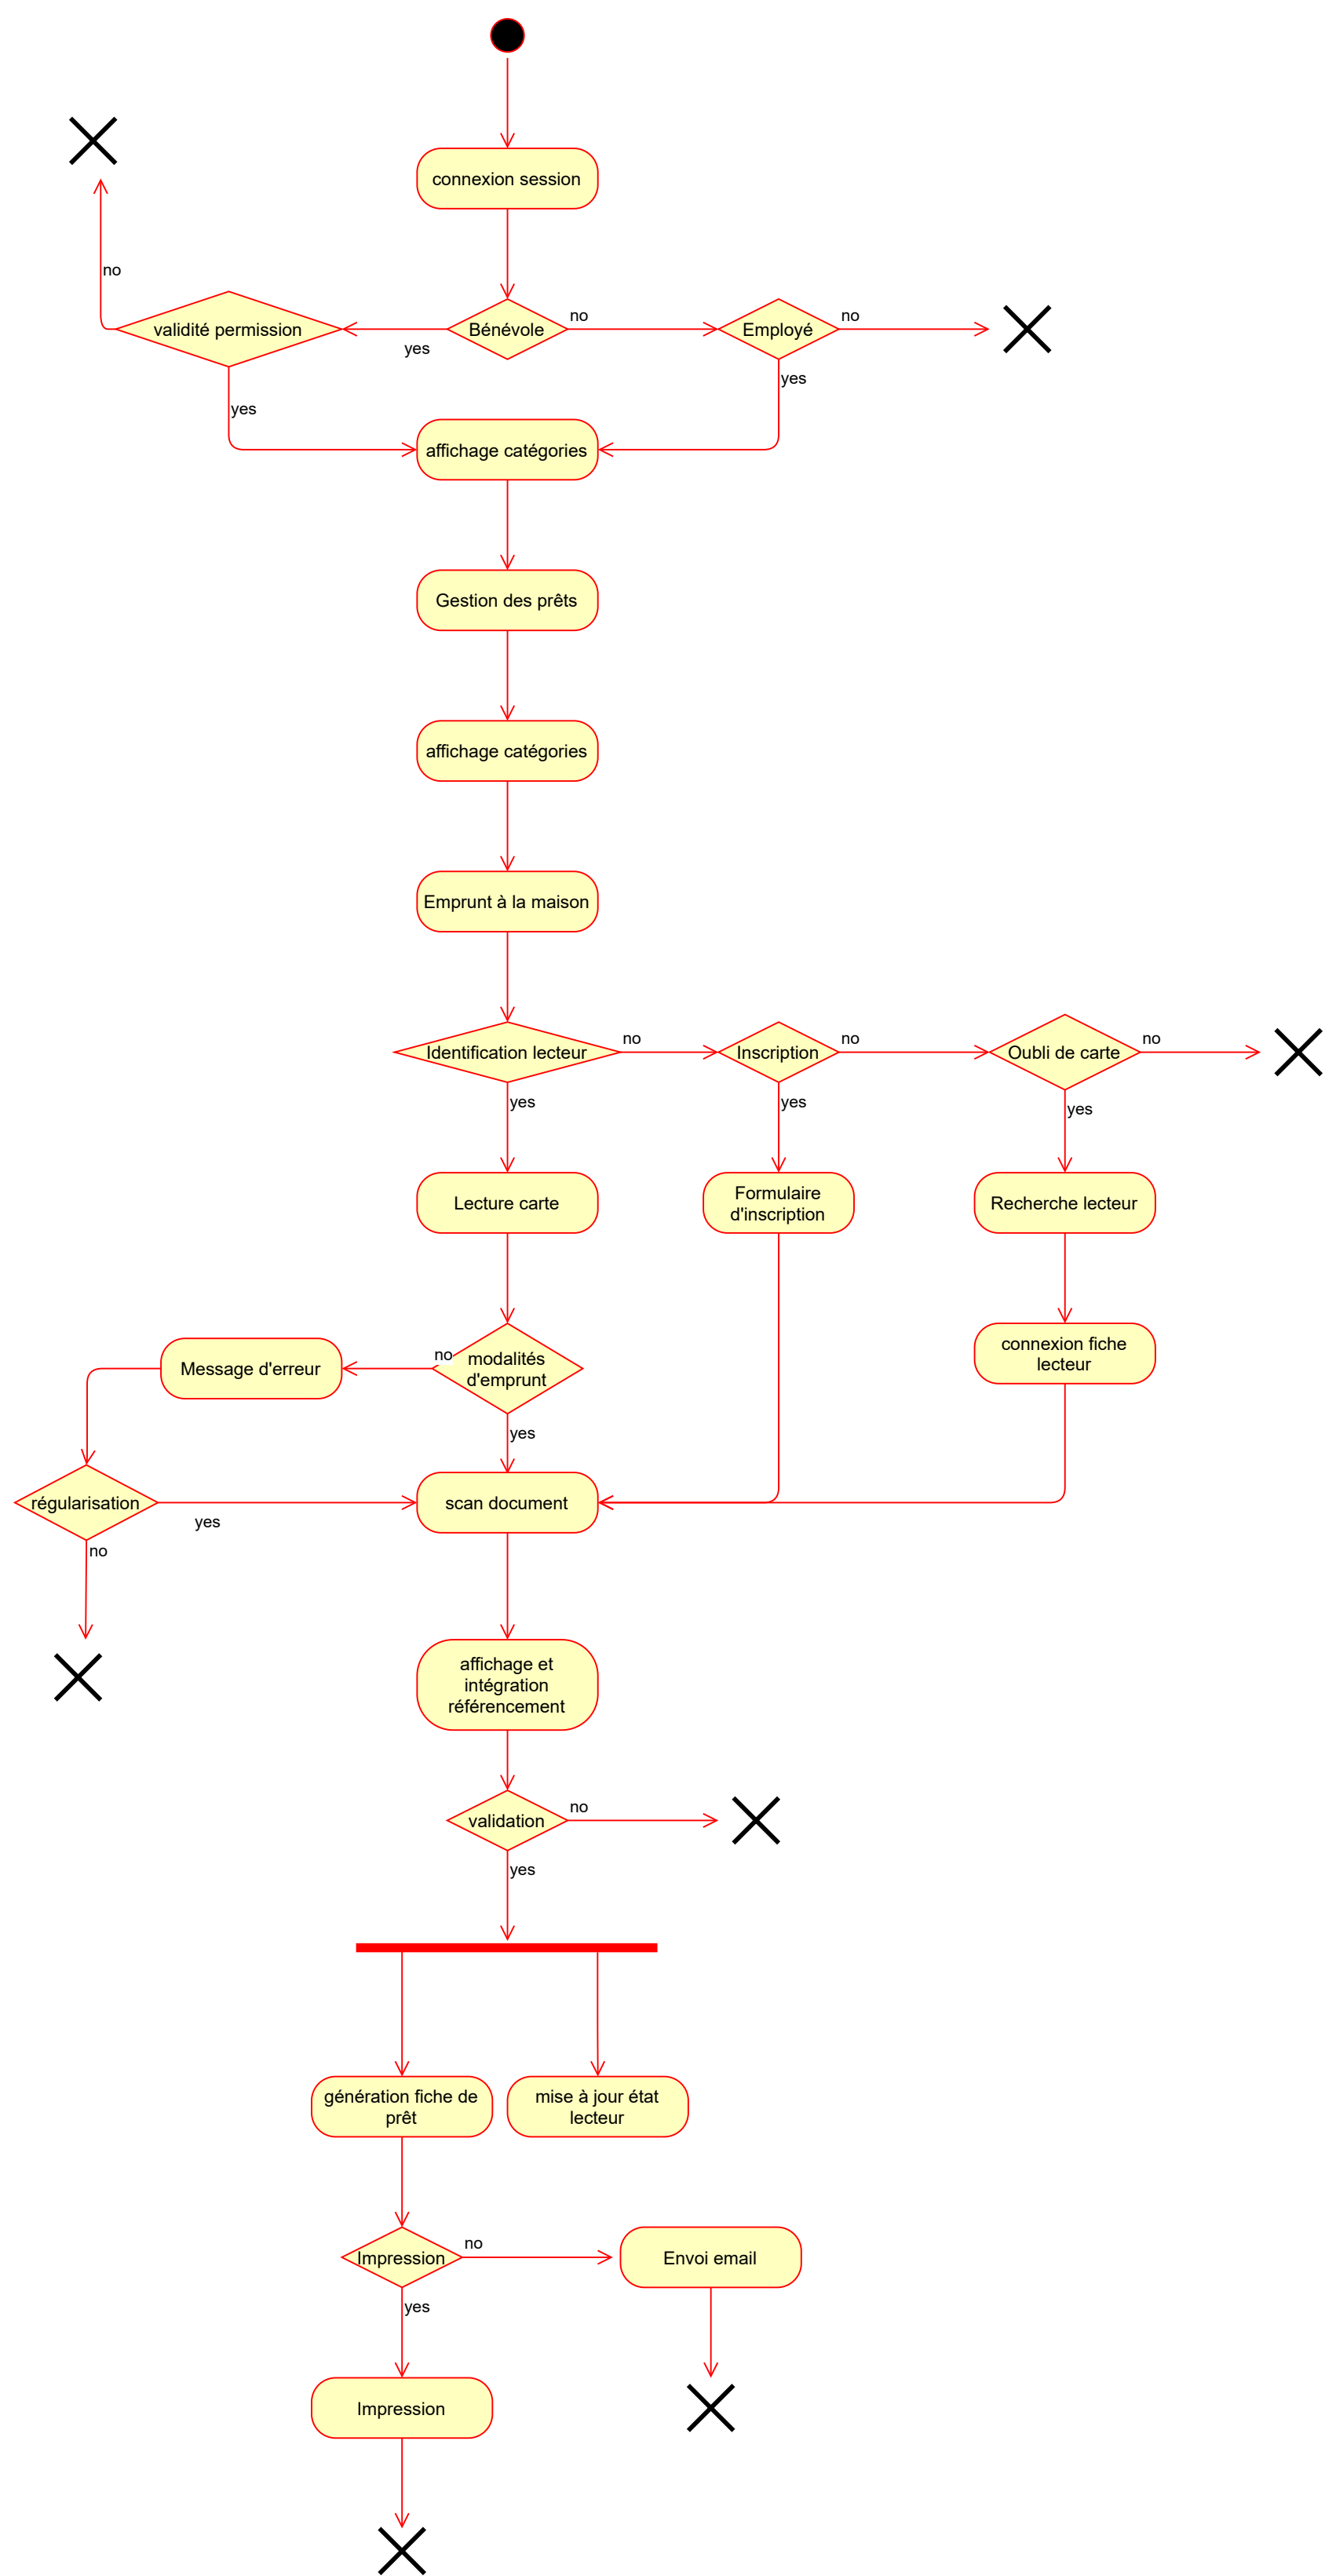 connexion session
no
validité permission
yes
Bénévole
no
Employé
no
yes
yes
affichage catégories
Gestion des prêts
affichage catégories
Emprunt à la maison
Identification lecteur
no
Inscription
no
Oubli de carte
no
yes
yes
yes
Lecture carte
Formulaire
d'inscription
Recherche lecteur
Message d'erreur
no
modalités
d'emprunt
connexion fiche
lecteur
yes
régularisation
yes
no
scan document
affichage et
intégration
référencement
validation
no
yes
génération fiche de
prêt
mise à jour état
lecteur
Impression
no
Envoi email
yes
Impression